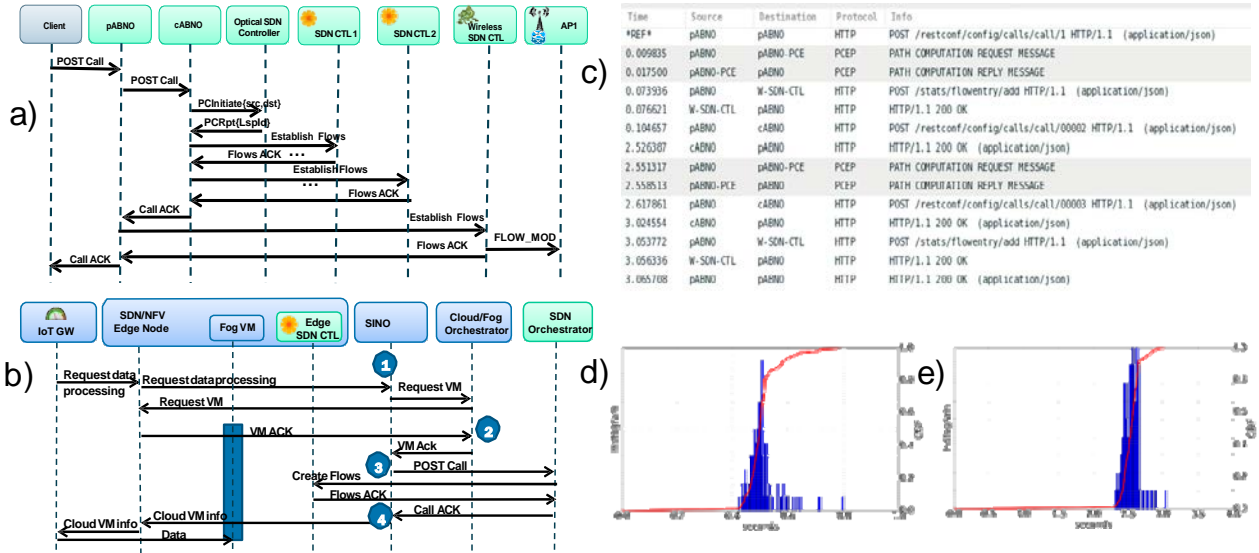 a)
Client
pABNO
cABNO
Optical SDN
Controller
SDN CTL 1
SDN CTL 2
Wireless
SDN CTL
AP1
POST Call
POST Call
PCInitiate{src,dst}
PCRpt{LspId}
Establish Flows
Flows ACK ...
Establish Flows
...
Flows ACK
Call ACK
Establish Flows
FLOW_MOD
Flows ACK
Call ACK
b)
IoT GW
SDN/NFV
Edge Node
Fog VM
Edge
SDN CTL
SINO
Cloud/Fog
Orchestrator
SDN
Orchestrator
1
Request data
processing
Request data processing
Request VM
Request VM
2
VM ACK
VM Ack
3
POST Call
Create Flows
Flows ACK
Call ACK
4
Cloud VM info
Cloud VM info
Data
c)
Time Source Destination Protocol Info
*REF* pABNO pABNO HTTP POST /restconf/config/calls/call/1 HTTP/1.1 (application/json)
0.009835 pABNO pABNO-PCE PCEP PATH COMPUTATION REQUEST MESSAGE
0.017500 pABNO-PCE pABNO PCEP PATH COMPUTATION REPLY MESSAGE
0.073936 pABNO W-SDN-CTL HTTP POST /stats/flowentry/add HTTP/1.1 (application/json)
0.076621 W-SDN-CTL pABNO HTTP HTTP/1.1 200 OK
0.104657 pABNO cABNO HTTP POST /restconf/config/calls/call/00002 HTTP/1.1 (application/json)
2.526387 cABNO pABNO HTTP HTTP/1.1 200 OK (application/json)
2.551317 pABNO pABNO-PCE PCEP PATH COMPUTATION REQUEST MESSAGE
2.558513 pABNO-PCE pABNO PCEP PATH COMPUTATION REPLY MESSAGE
2.617861 pABNO cABNO HTTP POST /restconf/config/calls/call/00003 HTTP/1.1 (application/json)
3.024554 cABNO pABNO HTTP HTTP/1.1 200 OK (application/json)
3.053772 pABNO W-SDN-CTL HTTP POST /stats/flowentry/add HTTP/1.1 (application/json)
3.056336 W-SDN-CTL pABNO HTTP HTTP/1.1 200 OK
3.065708 pABNO pABNO HTTP HTTP/1.1 200 OK (application/json)
d)
Histogram
CDF
seconds
e)
Histogram
CDF
seconds